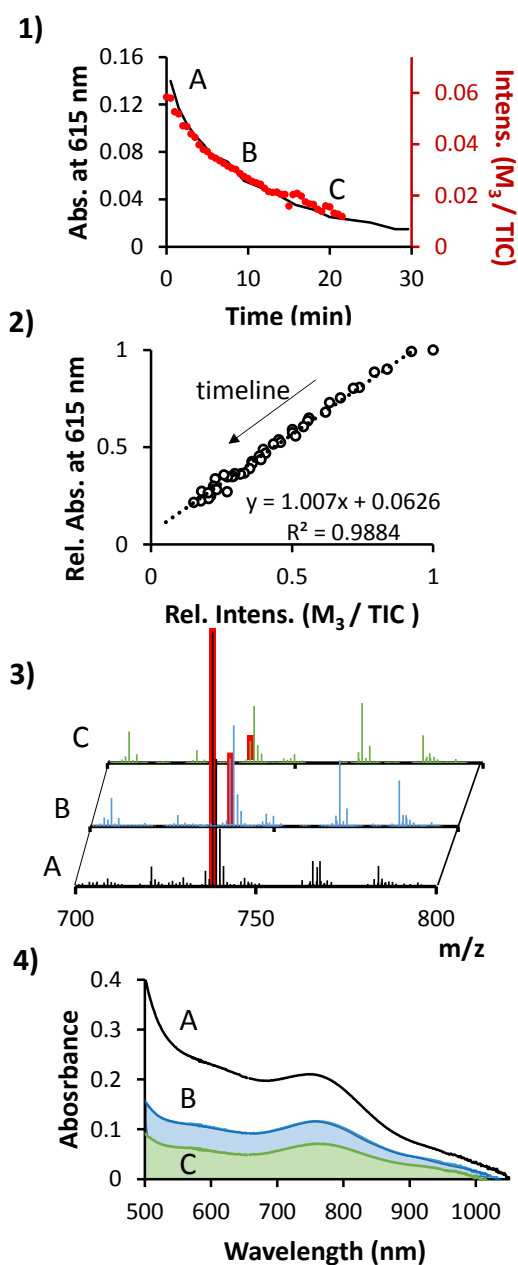 1)
0.16
0.12
0.08
0.04
0
Abs. at 615 nm
A
B
C
0.06
0.04
0.02
0
Intens. (M3 / TIC)
0 10 20 30
Time (min)
2)
1
0.5
0
Rel. Abs. at 615 nm
timeline
y = 1.007x + 0.0626
R² = 0.9884
0 0.5 1
Rel. Intens. (M3 / TIC )
3)
C
B
A
700 750 800
m/z
4)
0.4
0.3
0.2
0.1
0
Abosrbance
A
B
C
500 600 700 800 900 1000
Wavelength (nm)